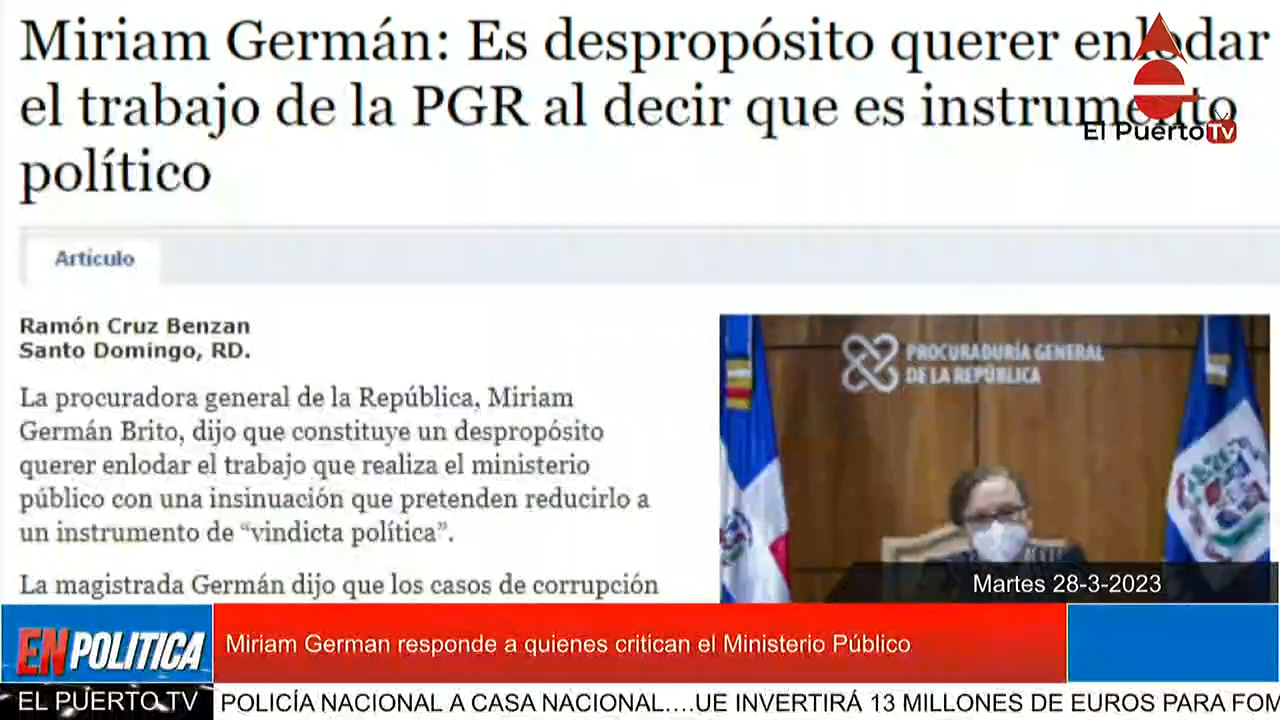 Miriam Germán: Es despropósito querer enlodar
el trabajo de la PGR al decir que es instrumento
político
El Puerto TV
Artículo
Ramón Cruz Benzan
Santo Domingo, RD.
La procuradora general de la República, Miriam
Germán Brito, dijo que constituye un despropósito
querer enlodar el trabajo que realiza el ministerio
público con una insinuación que pretenden reducirlo a
un instrumento de “vindicta política”.
La magistrada Germán dijo que los casos de corrupción
PROCURADURÍA GENERAL
DE LA REPÚBLICA
Martes 28-3-2023
EN POLITICA
Miriam German responde a quienes critican el Ministerio Público
EL PUERTO TV
POLICÍA NACIONAL A CASA NACIONAL....UE INVERTIRÁ 13 MILLONES DE EUROS PARA FOM